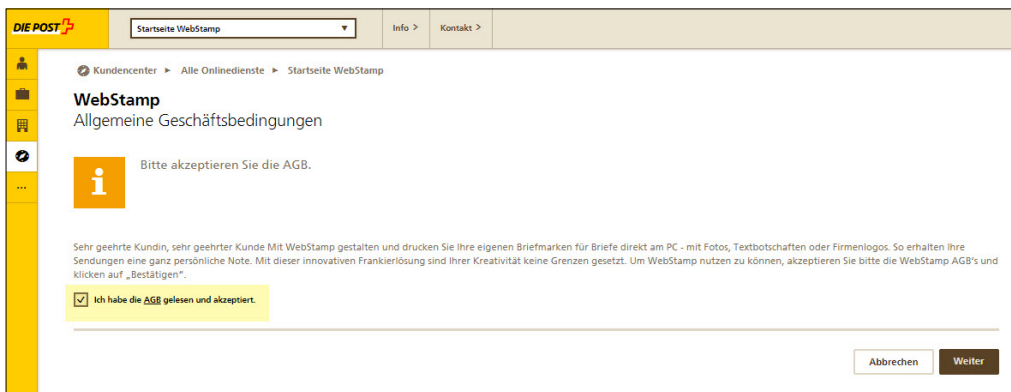 DIE POST
Startseite WebStamp
Info >
Kontakt >
Kundencenter ► Alle Onlinedienste ► Startseite WebStamp
WebStamp
Allgemeine Geschäftsbedingungen
i
Bitte akzeptieren Sie die AGB.
Sehr geehrte Kundin, sehr geehrter Kunde Mit WebStamp gestalten und drucken Sie Ihre eigenen Briefmarken für Briefe direkt am PC - mit Fotos, Textbotschaften oder Firmenlogos. So erhalten Ihre
Sendungen eine ganz persönliche Note. Mit dieser innovativen Frankierlösung sind Ihrer Kreativität keine Grenzen gesetzt. Um WebStamp nutzen zu können, akzeptieren Sie bitte die WebStamp AGB's und
klicken auf „Bestätigen“.
Ich habe die AGB gelesen und akzeptiert.
Abbrechen
Weiter
...